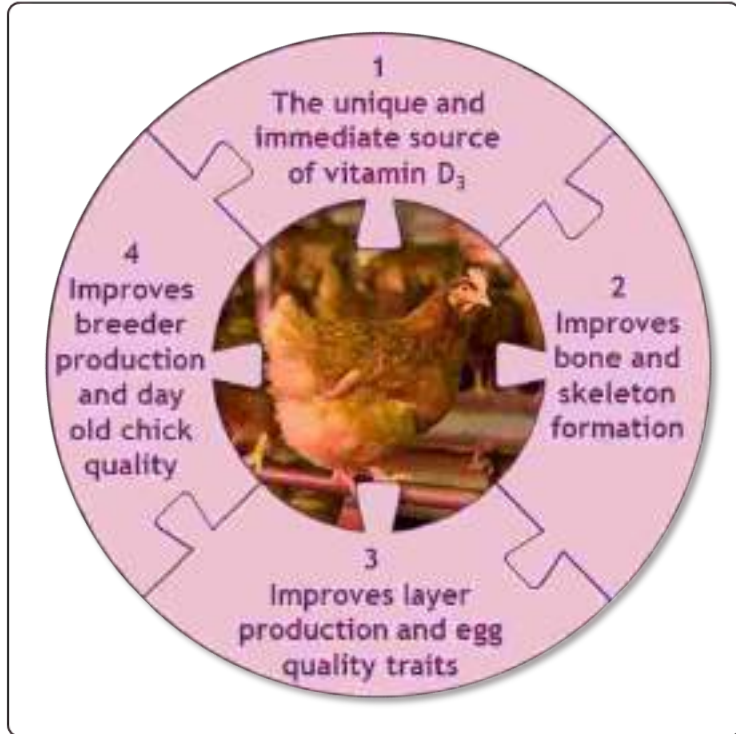 1
The unique and
immediate source
of vitamin D₃
2
Improves
bone and
skeleton
formation
3
Improves layer
production and egg
quality traits
4
Improves
breeder
production
and day
old chick
quality